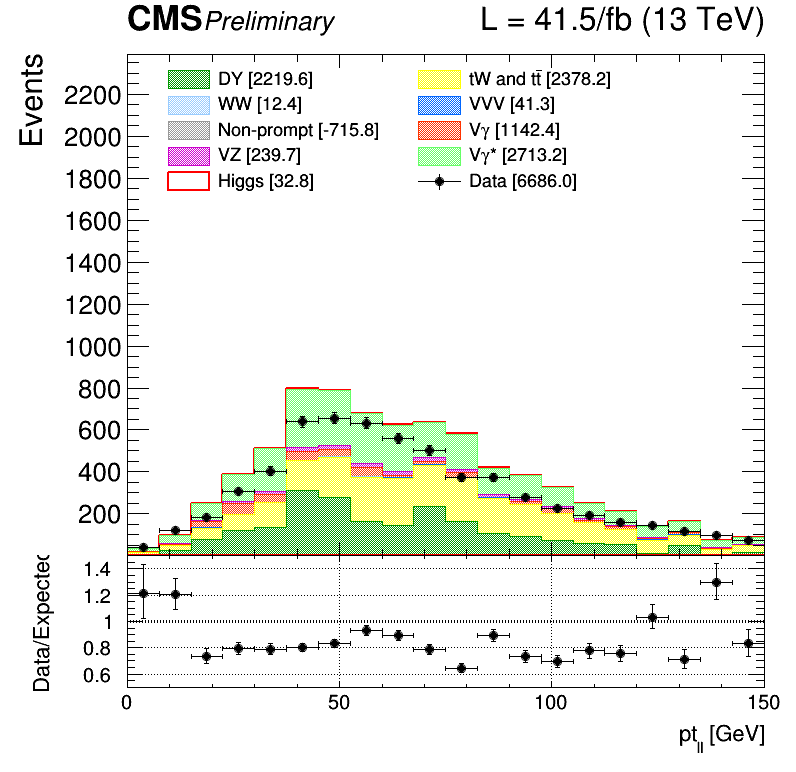 CMS Preliminary L = 41.5/fb (13 TeV)
Events
DY [2219.6]
WW [12.4]
Non-prompt [-715.8]
VZ [239.7]
Higgs [32.8]
tW and tt̄ [2378.2]
VVV [41.3]
Vγ [1142.4]
Vγ* [2713.2]
Data [6686.0]
2200
2000
1800
1600
1400
1200
1000
800
600
400
200
Data/Expected
1.4
1.2
1
0.8
0.6
0 50 100 150
pt_ll [GeV]